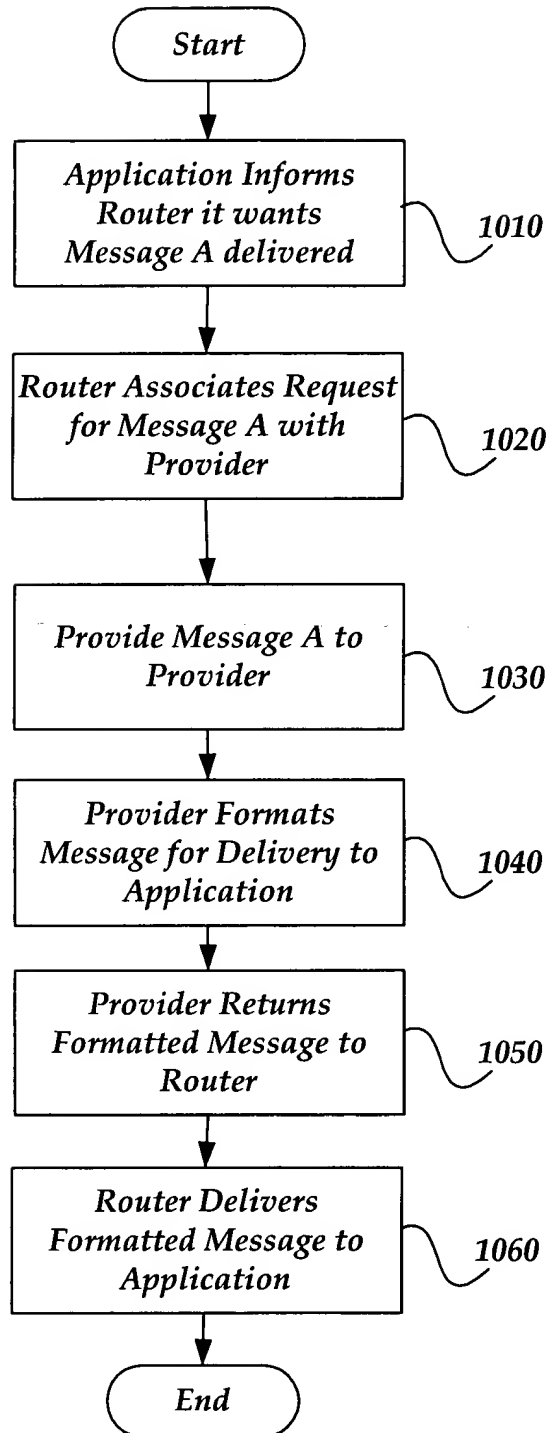 Start
Application Informs
Router it wants
Message A delivered
1010
Router Associates Request
for Message A with
Provider
1020
Provide Message A to
Provider
1030
Provider Formats
Message for Delivery to
Application
1040
Provider Returns
Formatted Message to
Router
1050
Router Delivers
Formatted Message to
Application
1060
End